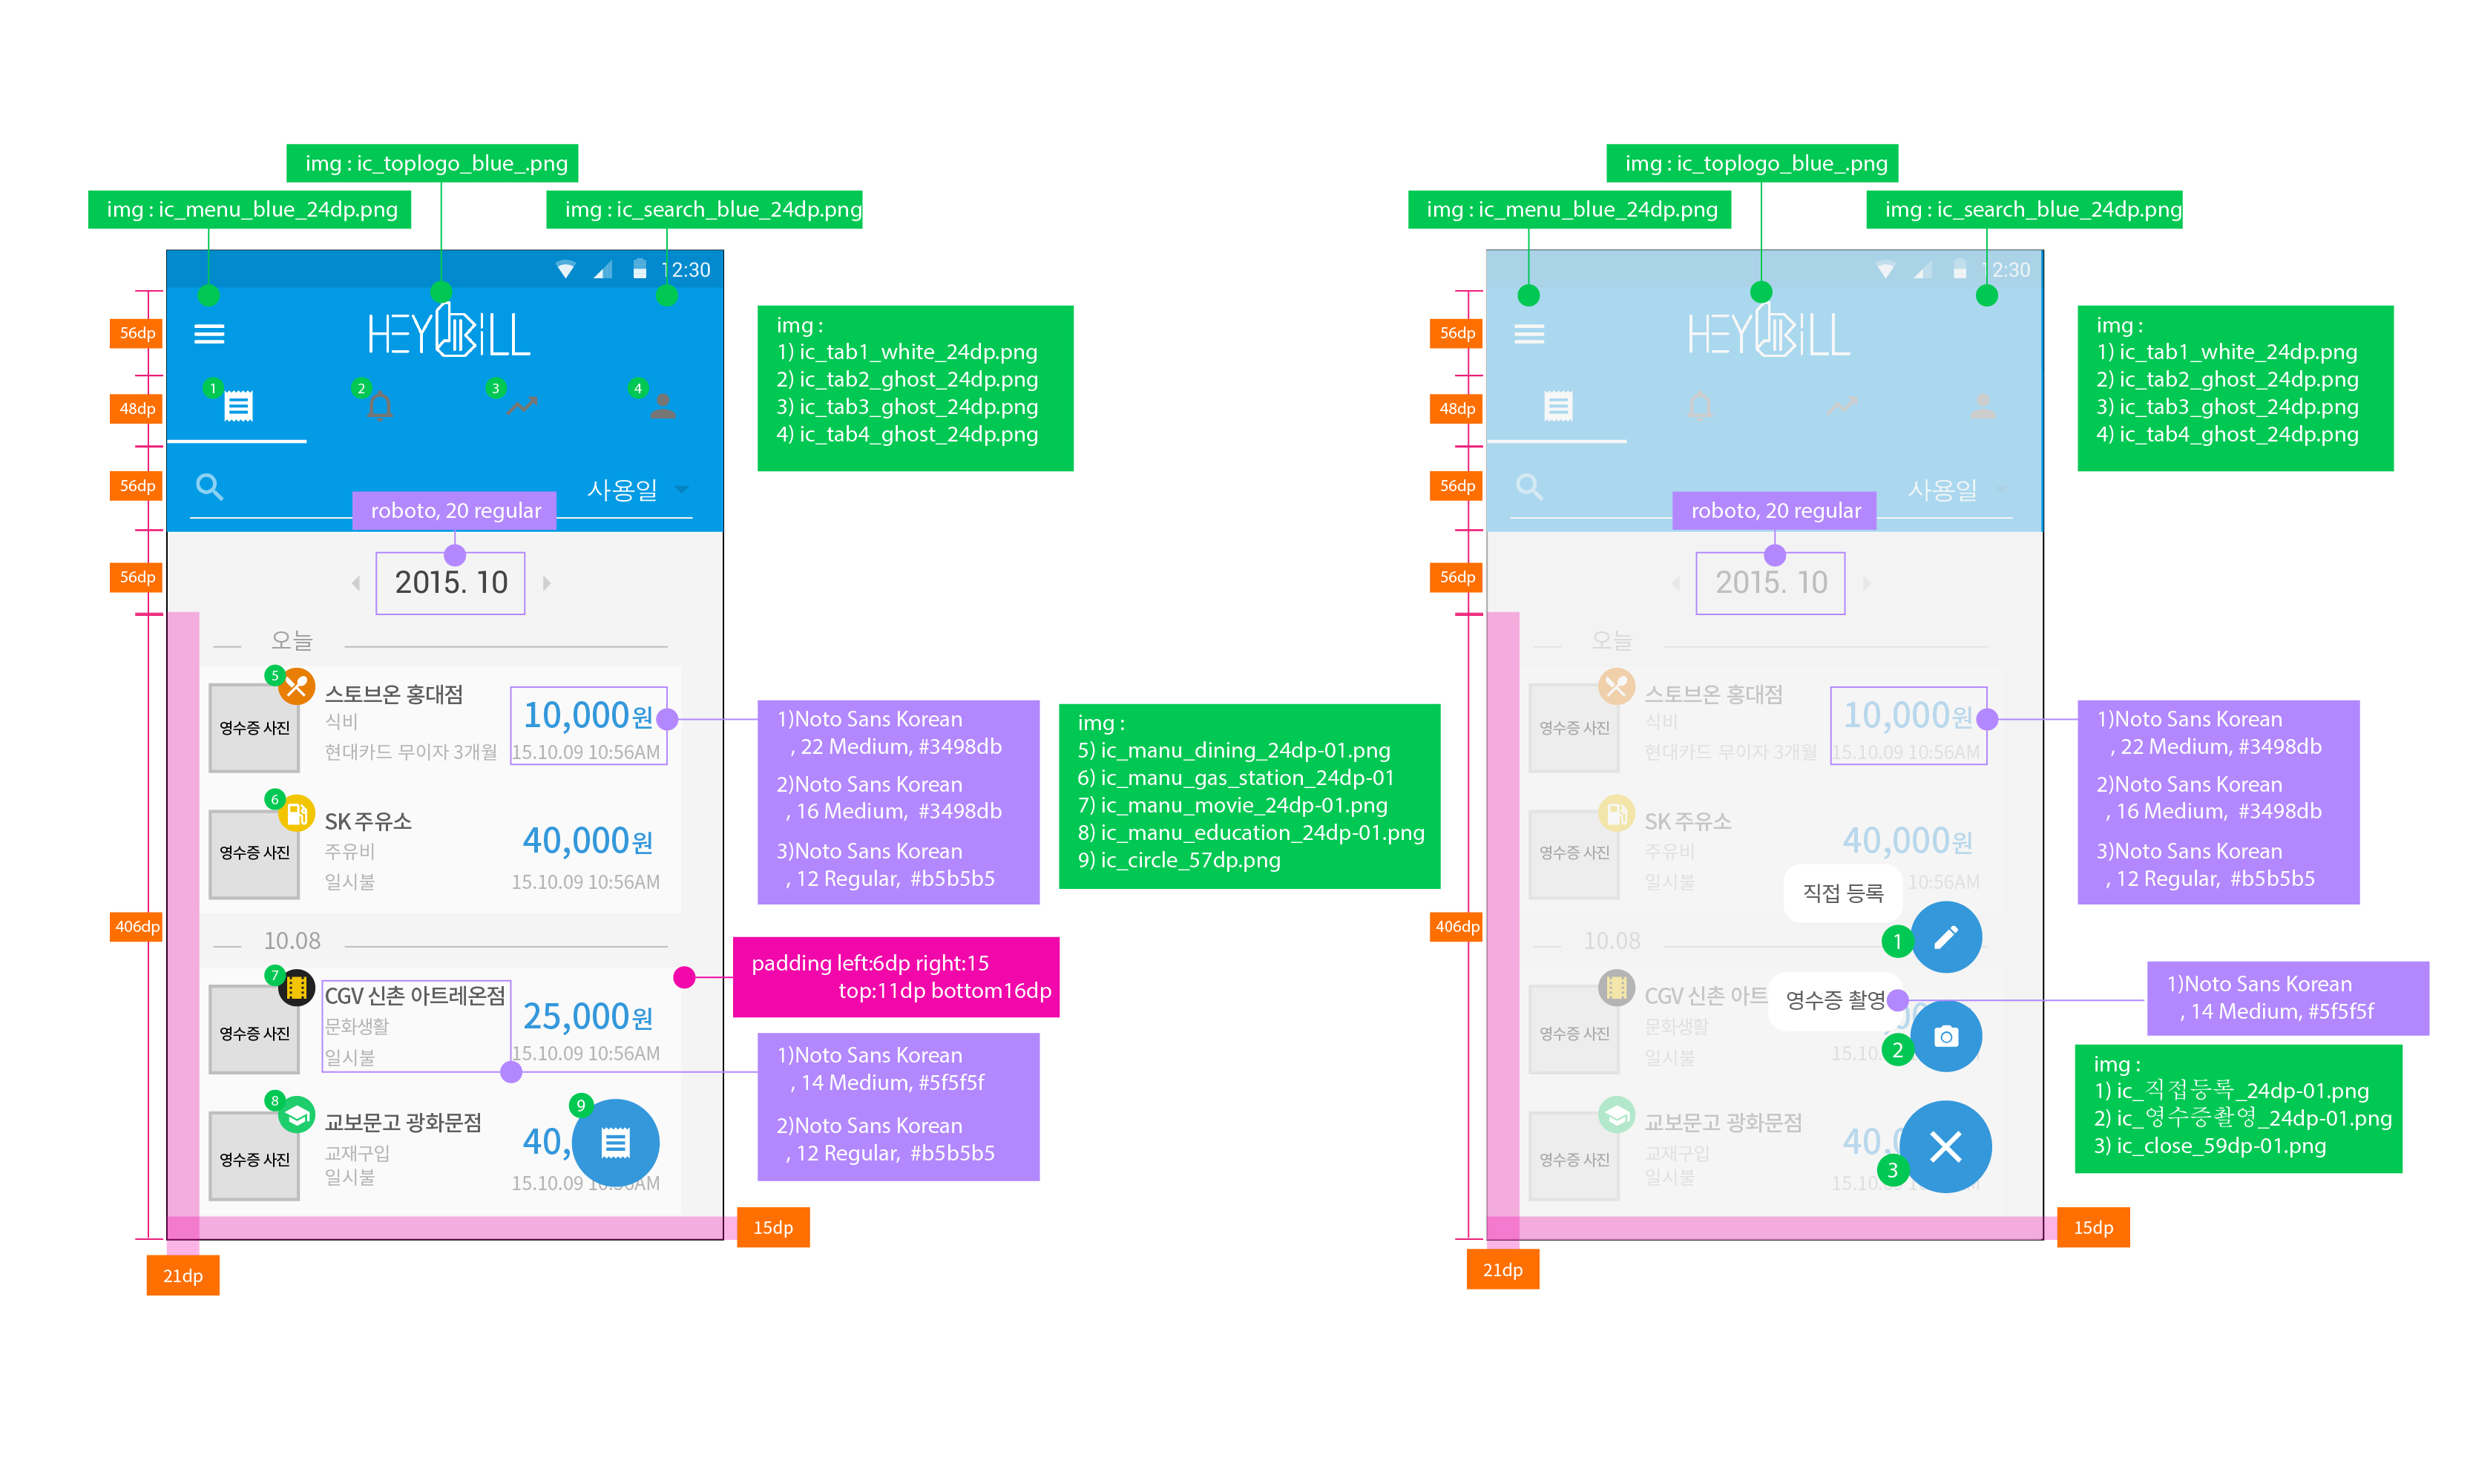 img : ic_toplogo_blue_.png
img : ic_menu_blue_24dp.png
img : ic_search_blue_24dp.png
12:30
HEYBILL
56dp
48dp
56dp
56dp
406dp
21dp
15dp
1
2
3
4
img :
1) ic_tab1_white_24dp.png
2) ic_tab2_ghost_24dp.png
3) ic_tab3_ghost_24dp.png
4) ic_tab4_ghost_24dp.png
사용일
roboto, 20 regular
2015. 10
오늘
5
영수증 사진
스토브온 홍대점
식비
현대카드 무이자 3개월
10,000원
15.10.09 10:56AM
6
영수증 사진
SK 주유소
주유비
일시불
40,000원
15.10.09 10:56AM
10.08
7
영수증 사진
CGV 신촌 아트레온점
문화생활
일시불
25,000원
15.10.09 10:56AM
8
영수증 사진
교보문고 광화문점
교재구입
일시불
40,
9
15.10.09 10:56AM
1)Noto Sans Korean
, 22 Medium, #3498db
2)Noto Sans Korean
, 16 Medium, #3498db
3)Noto Sans Korean
, 12 Regular, #b5b5b5
img :
5) ic_manu_dining_24dp-01.png
6) ic_manu_gas_station_24dp-01
7) ic_manu_movie_24dp-01.png
8) ic_manu_education_24dp-01.png
9) ic_circle_57dp.png
padding left:6dp right:15
top:11dp bottom16dp
1)Noto Sans Korean
, 14 Medium, #5f5f5f
2)Noto Sans Korean
, 12 Regular, #b5b5b5
img : ic_toplogo_blue_.png
img : ic_menu_blue_24dp.png
img : ic_search_blue_24dp.png
12:30
HEYBILL
56dp
48dp
56dp
56dp
406dp
21dp
15dp
img :
1) ic_tab1_white_24dp.png
2) ic_tab2_ghost_24dp.png
3) ic_tab3_ghost_24dp.png
4) ic_tab4_ghost_24dp.png
사용일
roboto, 20 regular
2015. 10
오늘
영수증 사진
스토브온 홍대점
식비
현대카드 무이자 3개월
10,000원
15.10.09 10:56AM
영수증 사진
SK 주유소
주유비
일시불
40,000원
10:56AM
직접 등록
1
10.08
영수증 사진
CGV 신촌 아트
문화생활
일시불
영수증 촬영
2
15.10
영수증 사진
교보문고 광화문점
교재구입
일시불
40,
15.10.
3
1)Noto Sans Korean
, 22 Medium, #3498db
2)Noto Sans Korean
, 16 Medium, #3498db
3)Noto Sans Korean
, 12 Regular, #b5b5b5
1)Noto Sans Korean
, 14 Medium, #5f5f5f
img :
1) ic_직접등록_24dp-01.png
2) ic_영수증촬영_24dp-01.png
3) ic_close_59dp-01.png